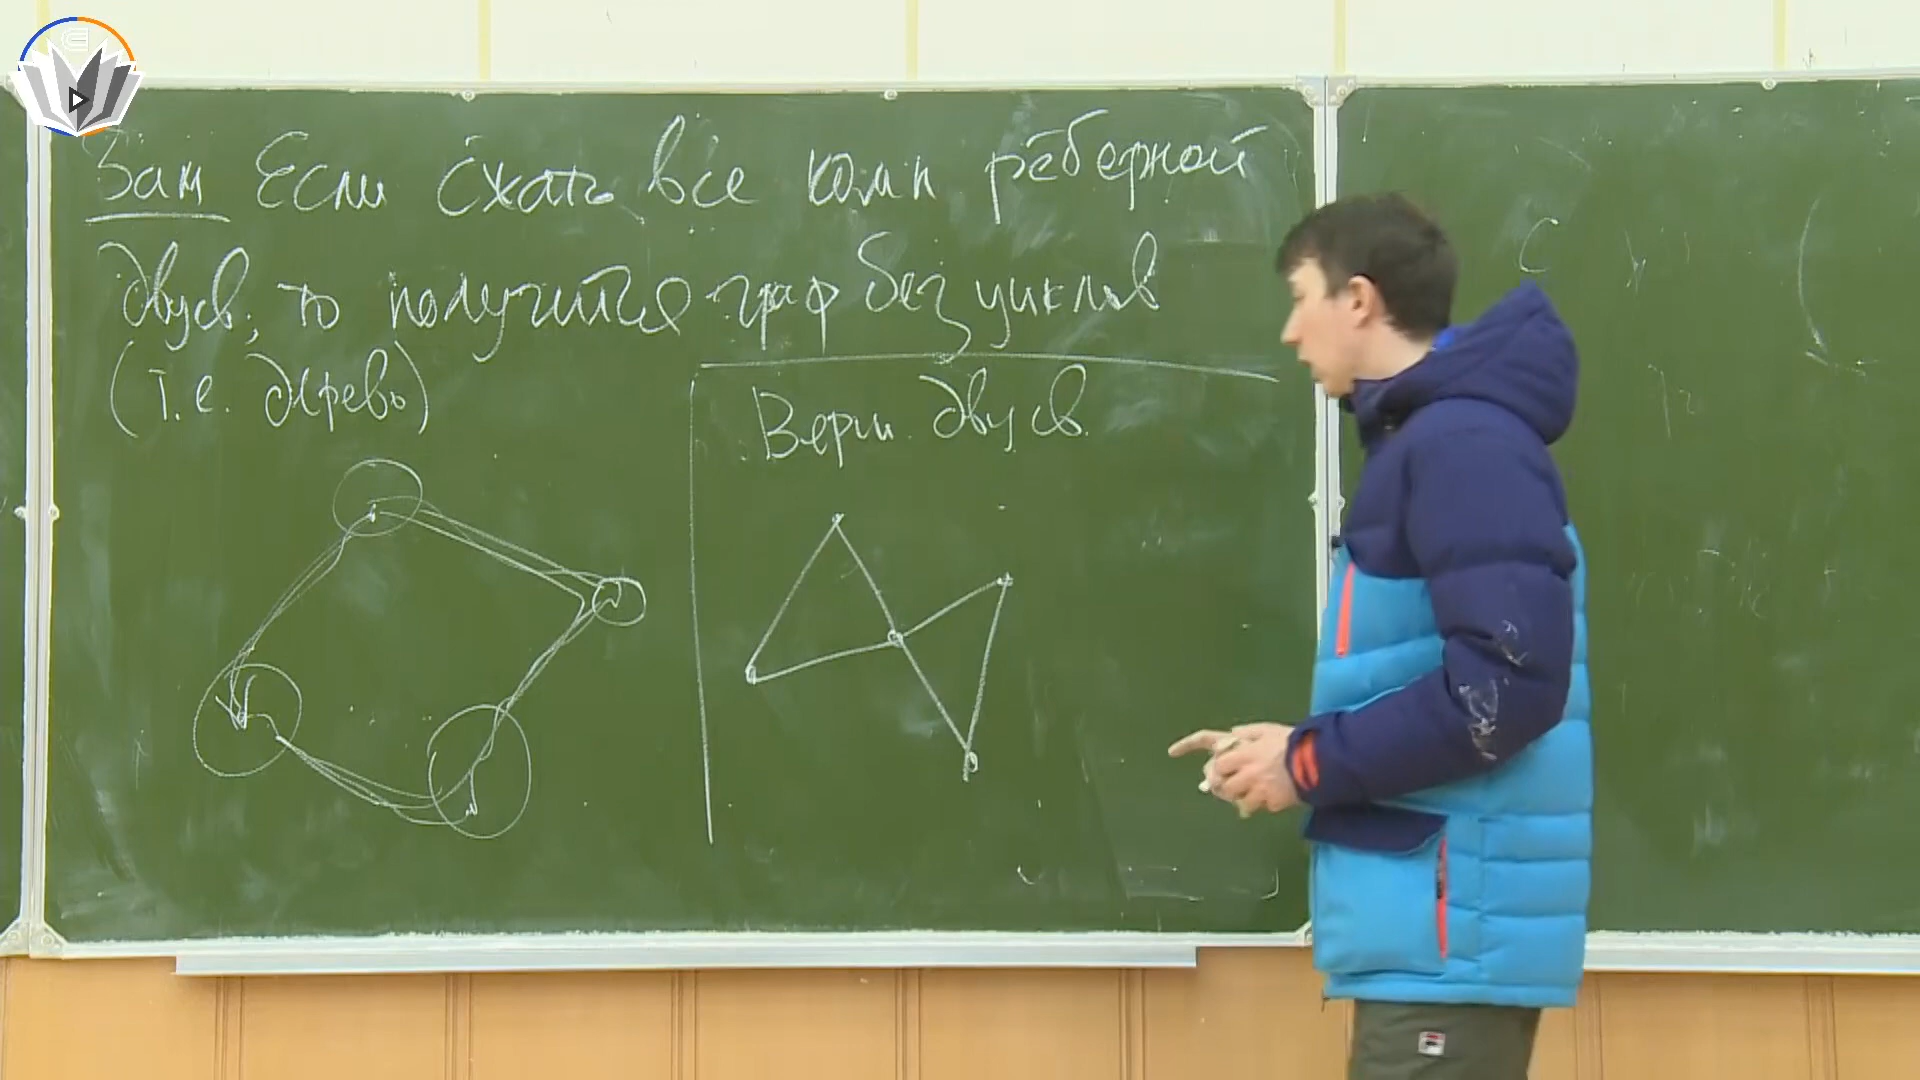 Зам Если сжать все комп рёберной
двусв, то получится граф без циклов
(т.е. дерево)
Верш. двусв.